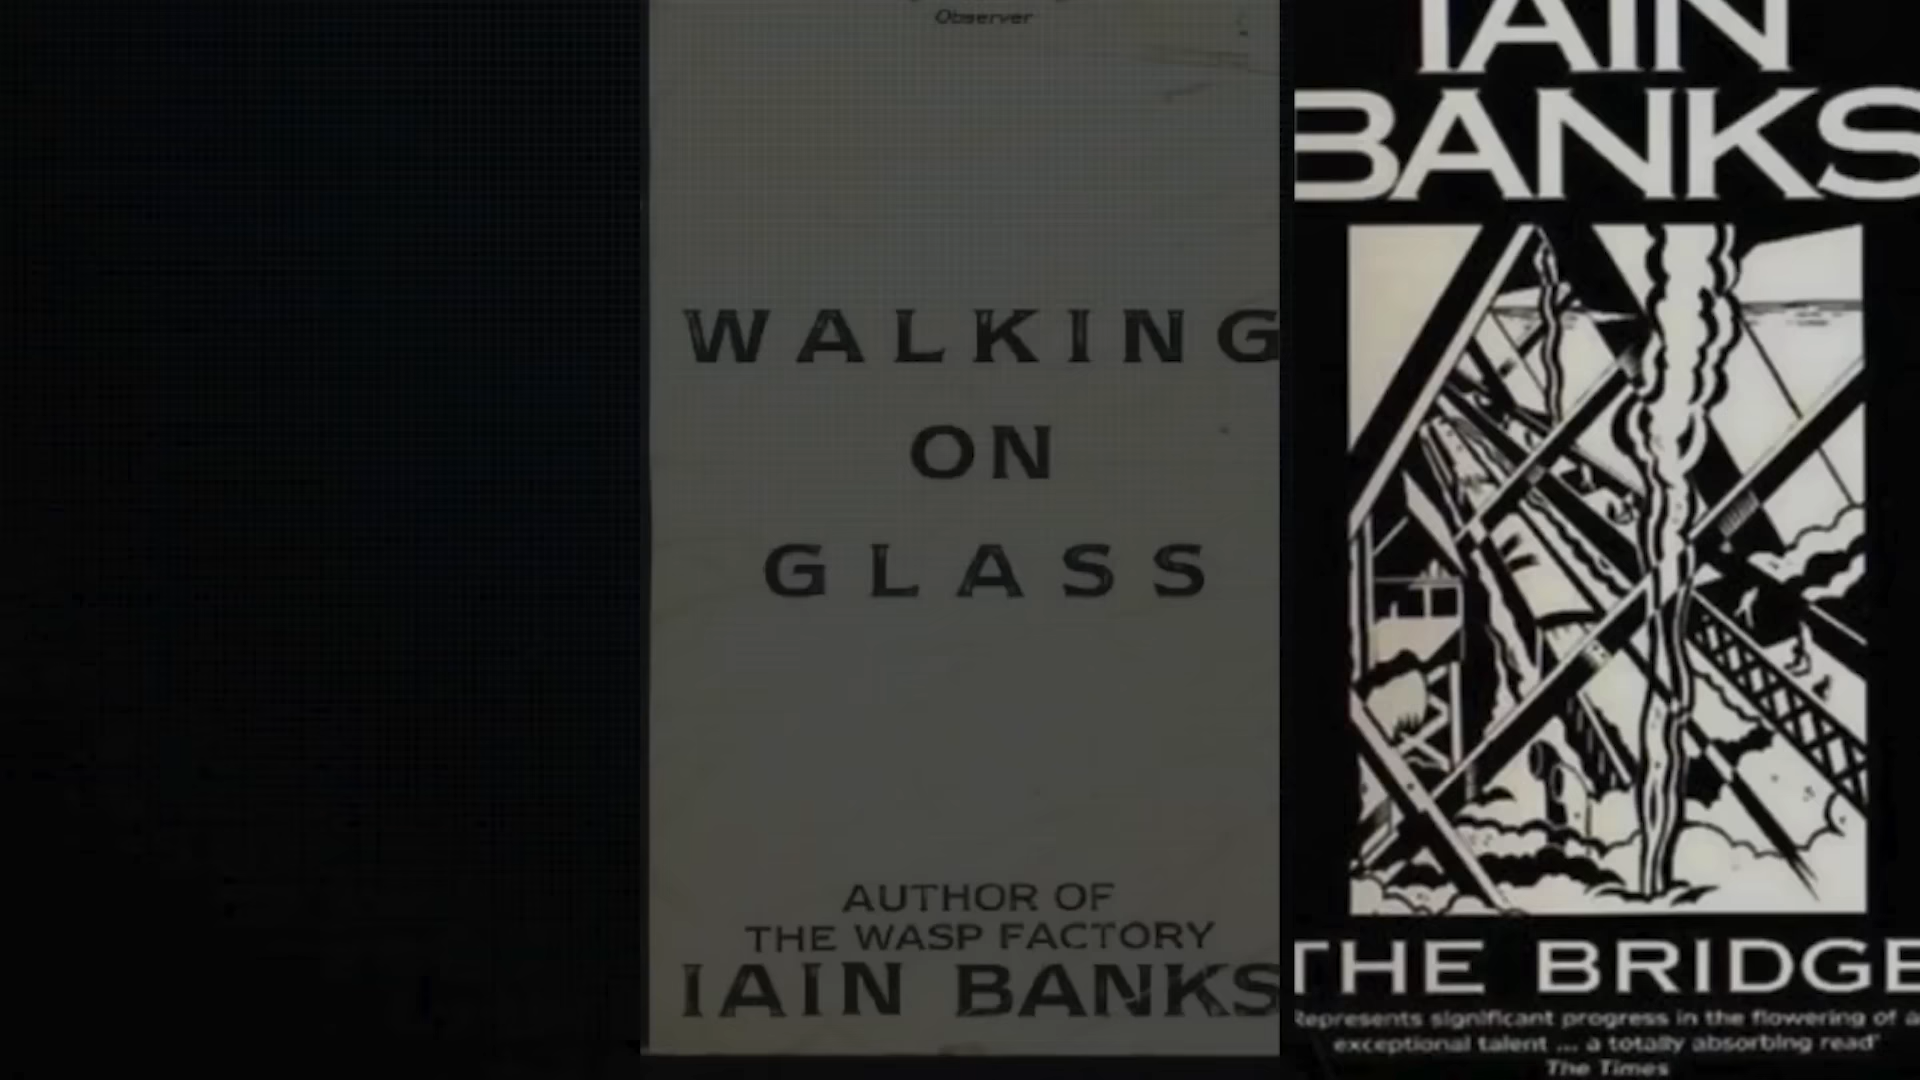 Observer
WALKING
ON
GLASS
AUTHOR OF
THE WASP FACTORY
IAIN BANKS
IAIN
BANKS
THE BRIDGE
Represents significant progress in the flowering of
exceptional talent ... a totally absorbing read'
The Times